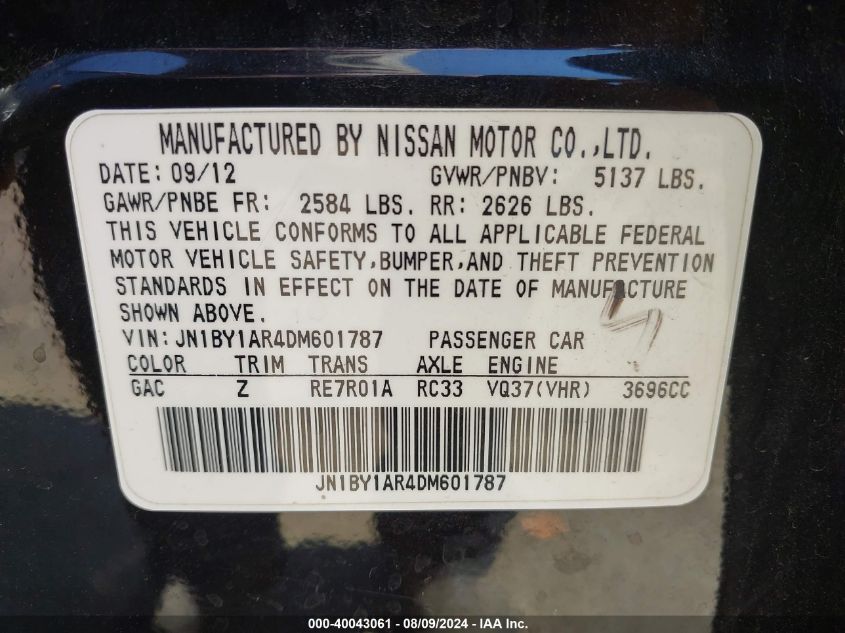 MANUFACTURED BY NISSAN MOTOR CO.,LTD.
DATE: 09/12 GVWR/PNBV: 5137 LBS.
GAWR/PNBE FR: 2584 LBS. RR: 2626 LBS.
THIS VEHICLE CONFORMS TO ALL APPLICABLE FEDERAL
MOTOR VEHICLE SAFETY,BUMPER,AND THEFT PREVENTION
STANDARDS IN EFFECT ON THE DATE OF MANUFACTURE
SHOWN ABOVE.
VIN: JN1BY1AR4DM601787 PASSENGER CAR
COLOR TRIM TRANS AXLE ENGINE
GAC Z RE7R01A RC33 VQ37(VHR) 3696CC
JN1BY1AR4DM601787
000-40043061 - 08/09/2024 - IAA Inc.